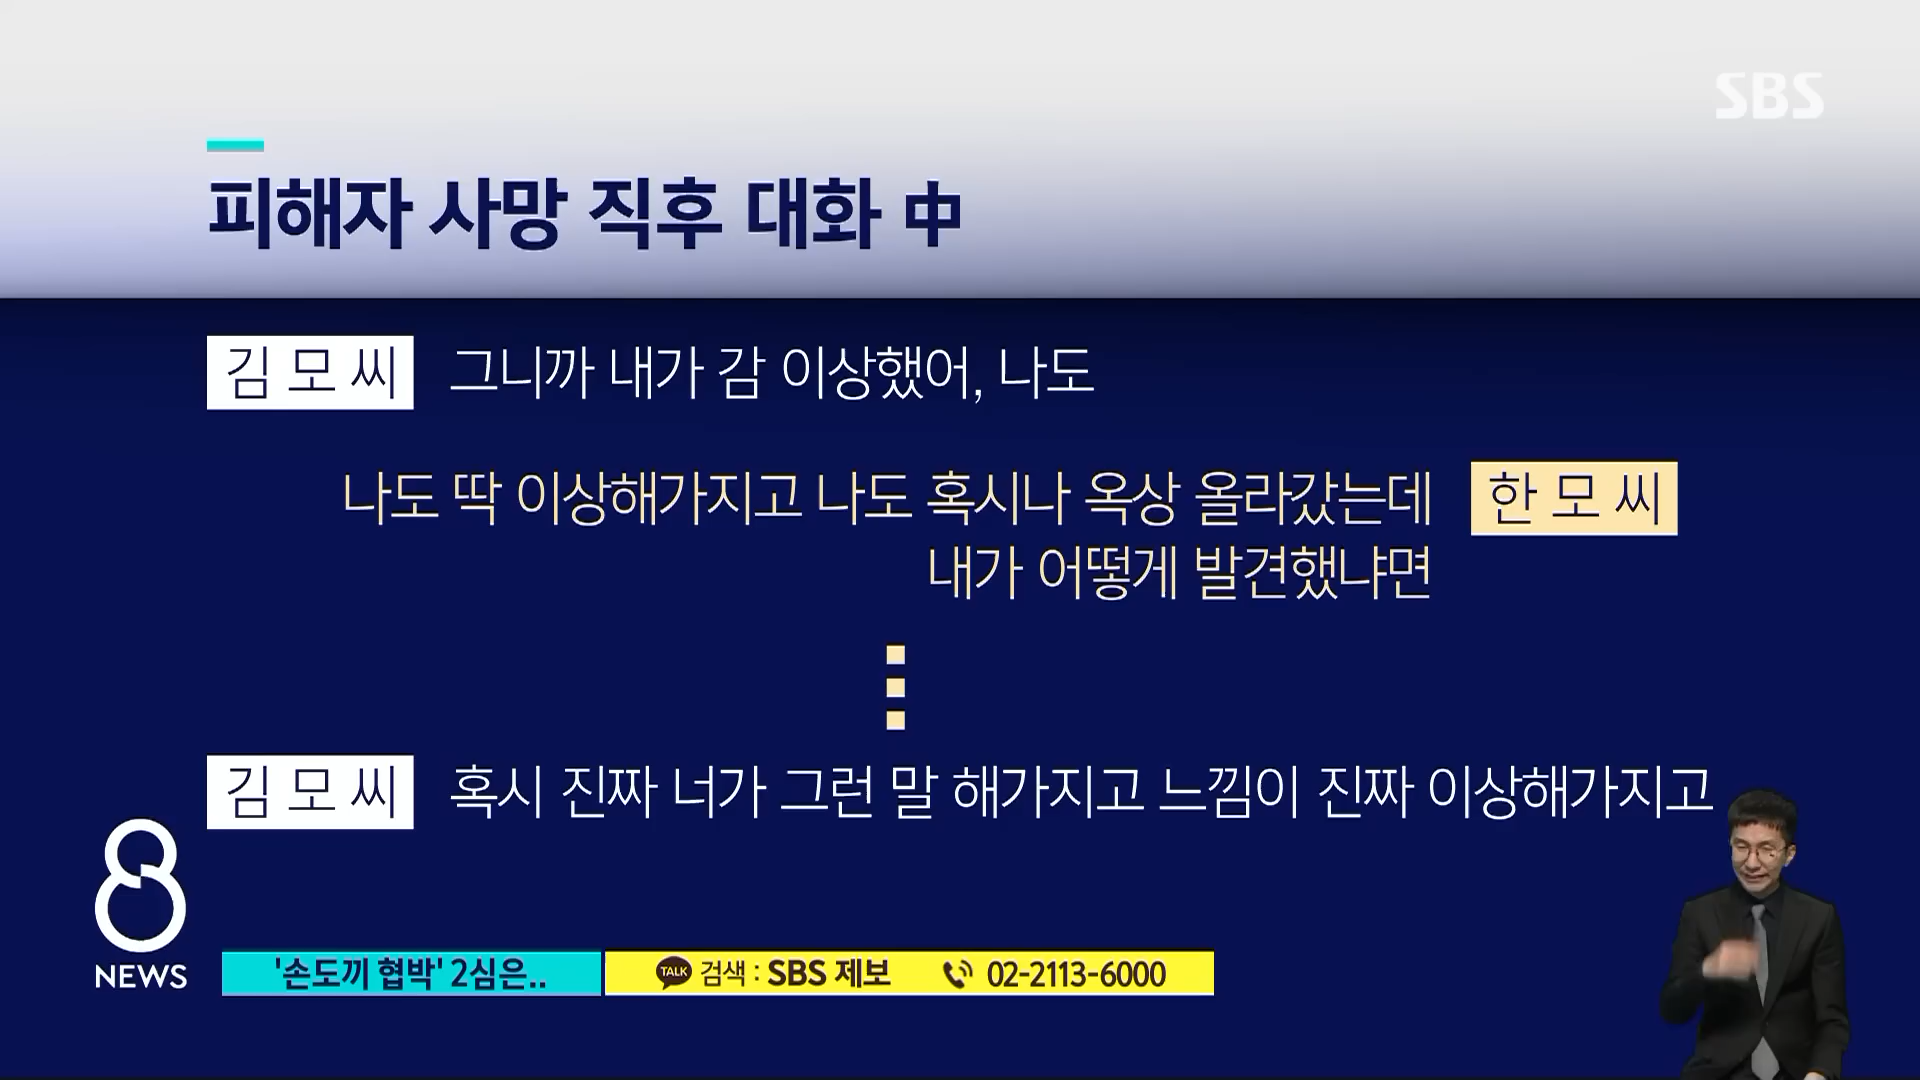 SBS
피해자 사망 직후 대화 中
김 모 씨 그니까 내가 감 이상했어, 나도
나도 딱 이상해가지고 나도 혹시나 옥상 올라갔는데 한 모 씨
내가 어떻게 발견했냐면
김 모 씨 혹시 진짜 너가 그런 말 해가지고 느낌이 진짜 이상해가지고
8
NEWS
'손도끼 협박' 2심은.. TALK 검색 : SBS 제보 02-2113-6000